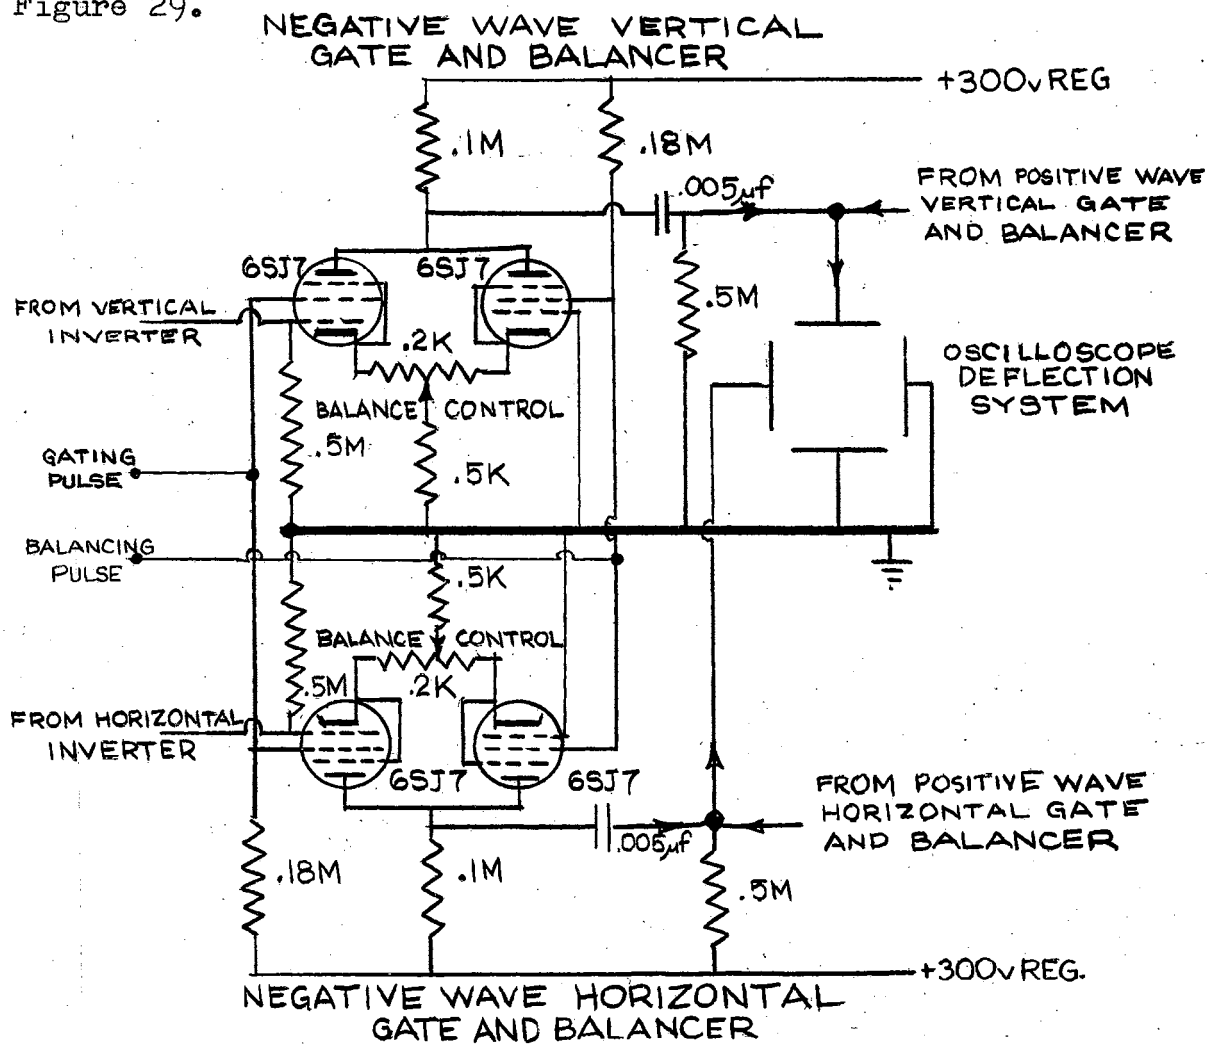 Figure 29.
NEGATIVE WAVE VERTICAL
GATE AND BALANCER
+300v REG
.1M
.18M
.005μf
FROM POSITIVE WAVE
VERTICAL GATE
AND BALANCER
6SJ7
6SJ7
FROM VERTICAL
INVERTER
.5M
.2K
OSCILLOSCOPE
DEFLECTION
SYSTEM
BALANCE CONTROL
.5M
GATING
PULSE
.5K
BALANCING
PULSE
.5K
BALANCE CONTROL
.5M
.2K
FROM HORIZONTAL
INVERTER
6SJ7
6SJ7
FROM POSITIVE WAVE
HORIZONTAL GATE
AND BALANCER
.005μf
.18M
.1M
.5M
+300v REG.
NEGATIVE WAVE HORIZONTAL
GATE AND BALANCER